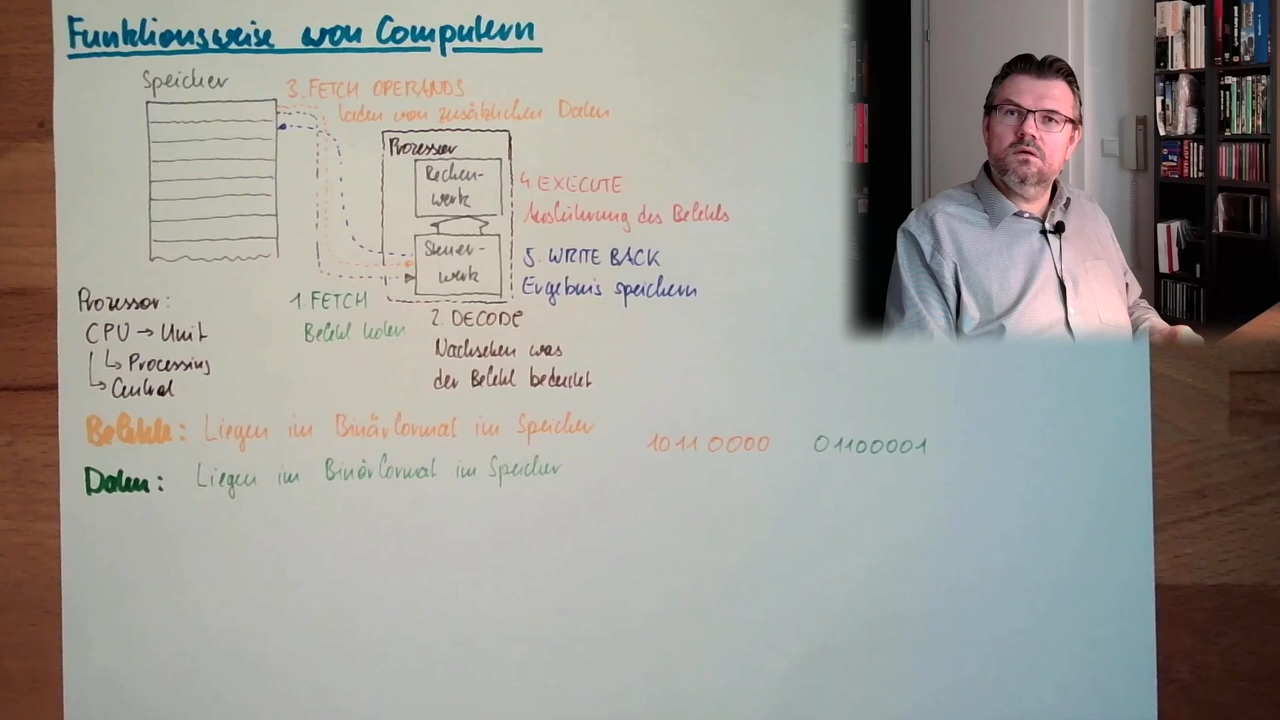 Funktionsweise von Computern
Speicher
3. FETCH OPERANDS
laden von zusätzlichen Daten
Prozessor
Rechen-
werk
4. EXECUTE
Ausführung des Befehls
Steuer-
werk
5. WRITE BACK
Ergebnis speichern
1 FETCH
Befehl holen
2. DECODE
Nachsehen was
der Befehl bedeutet
Prozessor:
CPU → Unit
Processing
Central
Befehle: Liegen im Binärformat im Speicher
10110000 01100001
Daten: Liegen im Binärformat im Speicher